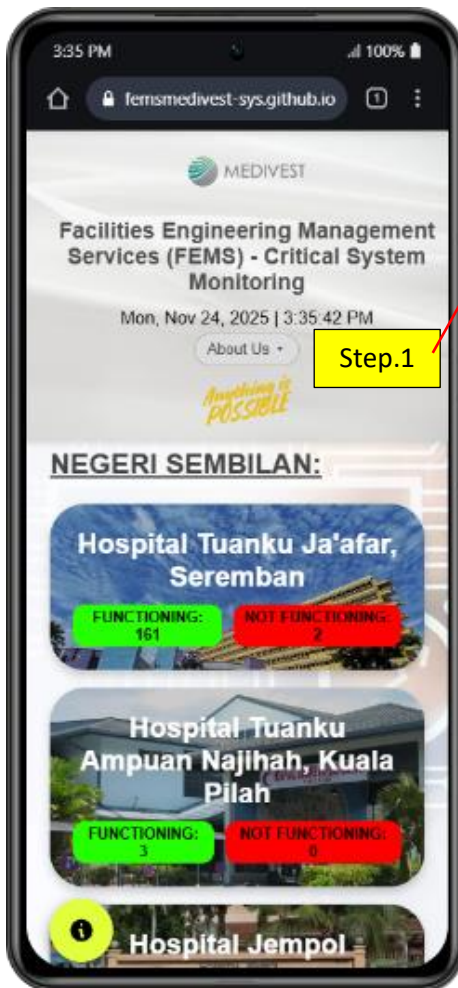 3:35 PM
100%
femsmedivest-sys.github.io
1
MEDIVEST
Facilities Engineering Management
Services (FEMS) - Critical System
Monitoring
Mon, Nov 24, 2025 | 3:35:42 PM
About Us
Step.1
Anything is
POSSIBLE
NEGERI SEMBILAN:
Hospital Tuanku Ja'afar,
Seremban
FUNCTIONING:
161
NOT FUNCTIONING:
2
Hospital Tuanku
Ampuan Najihah, Kuala
Pilah
FUNCTIONING:
3
NOT FUNCTIONING:
0
Hospital Jempol